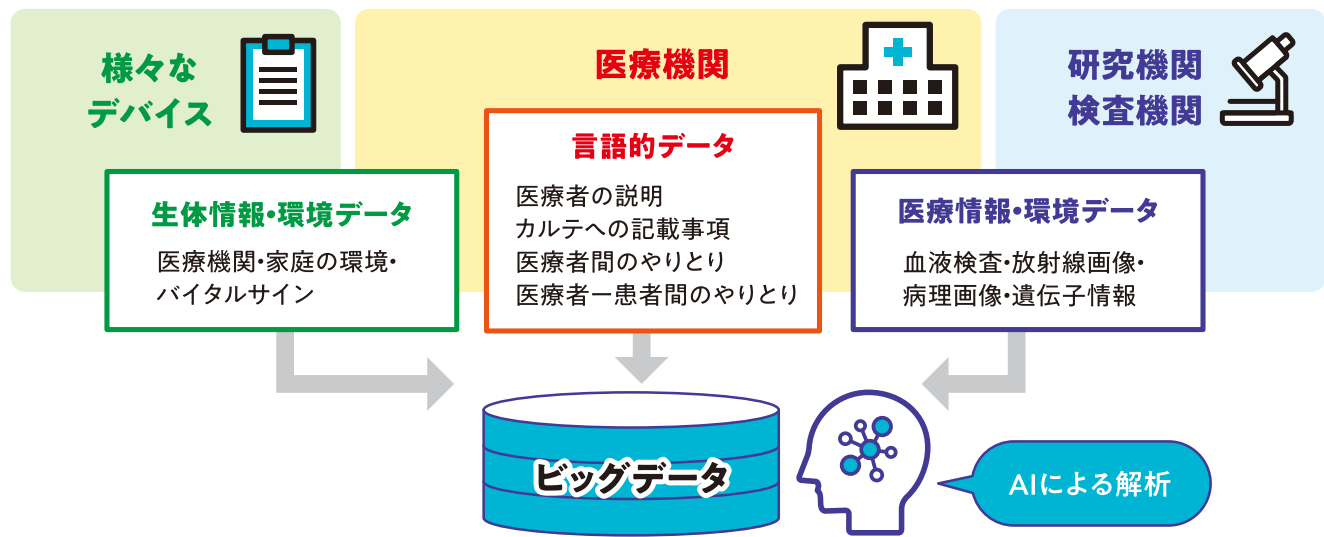 様々な
デバイス
医療機関
研究機関
検査機関
生体情報・環境データ
医療機関・家庭の環境・
バイタルサイン
言語的データ
医療者の説明
カルテへの記載事項
医療者間のやりとり
医療者ー患者間のやりとり
医療情報・環境データ
血液検査・放射線画像・
病理画像・遺伝子情報
ビッグデータ
AIによる解析